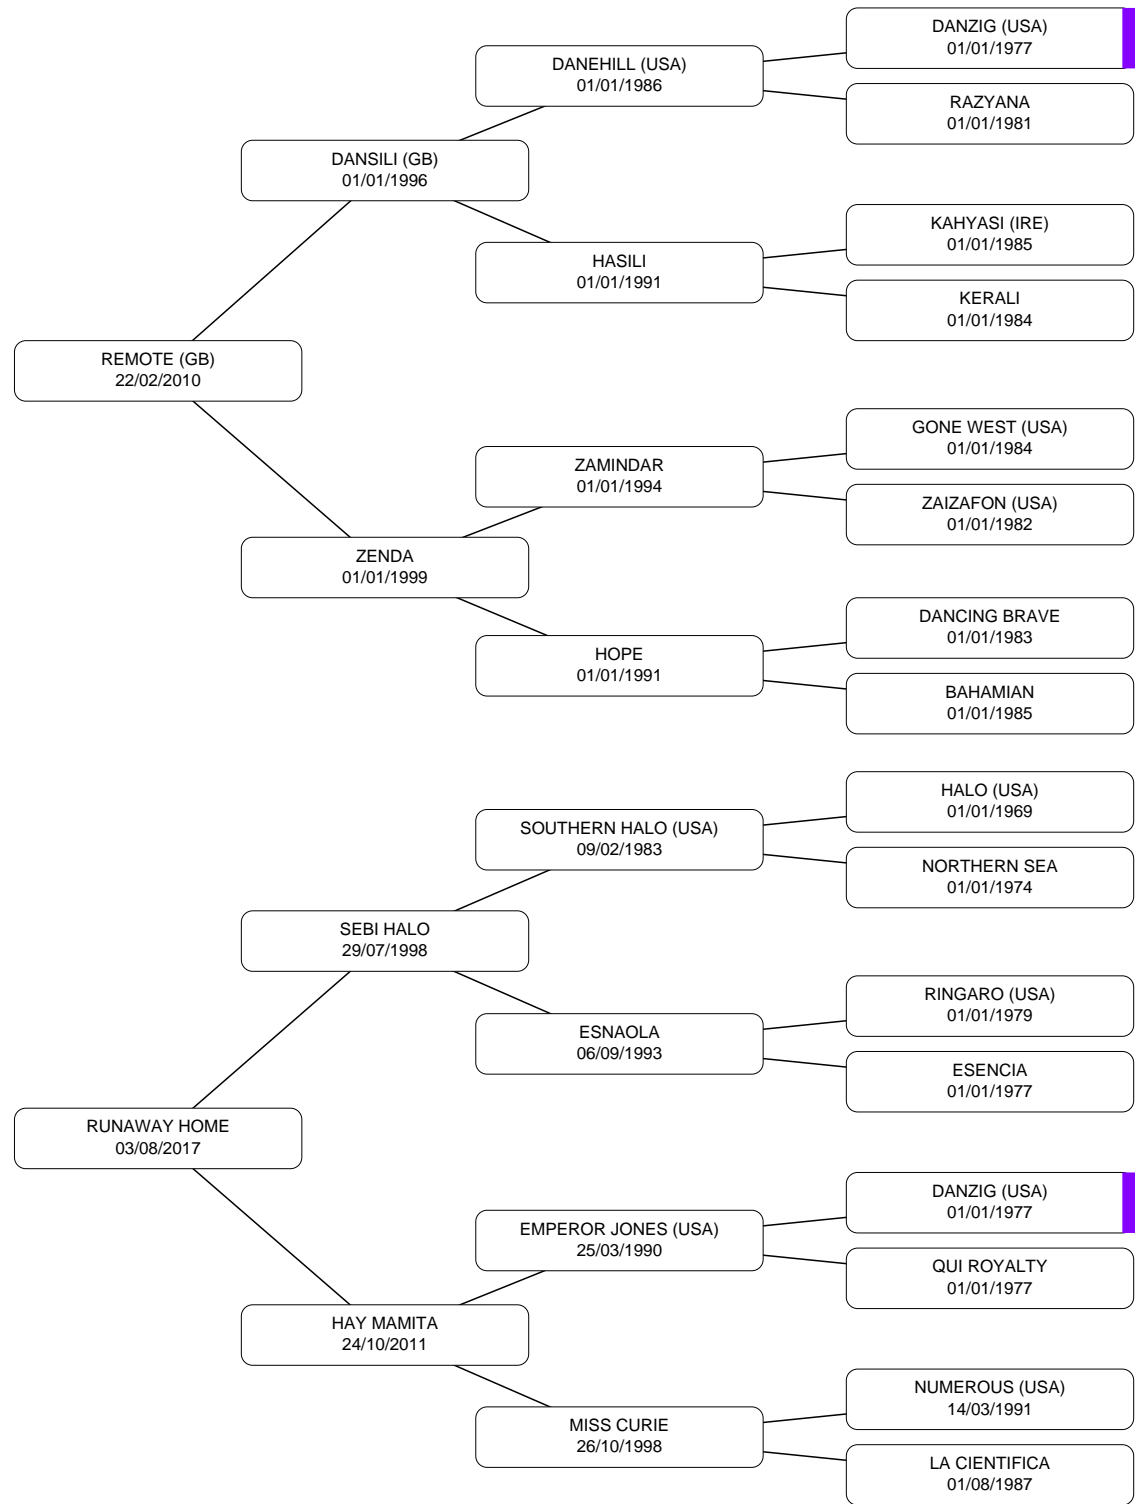 DANZIG (USA)
01/01/1977
DANEHILL (USA)
01/01/1986
RAZYANA
01/01/1981
DANSILI (GB)
01/01/1996
KAHYASI (IRE)
01/01/1985
HASILI
01/01/1991
KERALI
01/01/1984
REMOTE (GB)
22/02/2010
GONE WEST (USA)
01/01/1984
ZAMINDAR
01/01/1994
ZAIZAFON (USA)
01/01/1982
ZENDA
01/01/1999
DANCING BRAVE
01/01/1983
HOPE
01/01/1991
BAHAMIAN
01/01/1985
HALO (USA)
01/01/1969
SOUTHERN HALO (USA)
09/02/1983
NORTHERN SEA
01/01/1974
SEBI HALO
29/07/1998
RINGARO (USA)
01/01/1979
ESNAOLA
06/09/1993
ESENCIA
01/01/1977
RUNAWAY HOME
03/08/2017
DANZIG (USA)
01/01/1977
EMPEROR JONES (USA)
25/03/1990
QUI ROYALTY
01/01/1977
HAY MAMITA
24/10/2011
NUMEROUS (USA)
14/03/1991
MISS CURIE
26/10/1998
LA CIENTIFICA
01/08/1987